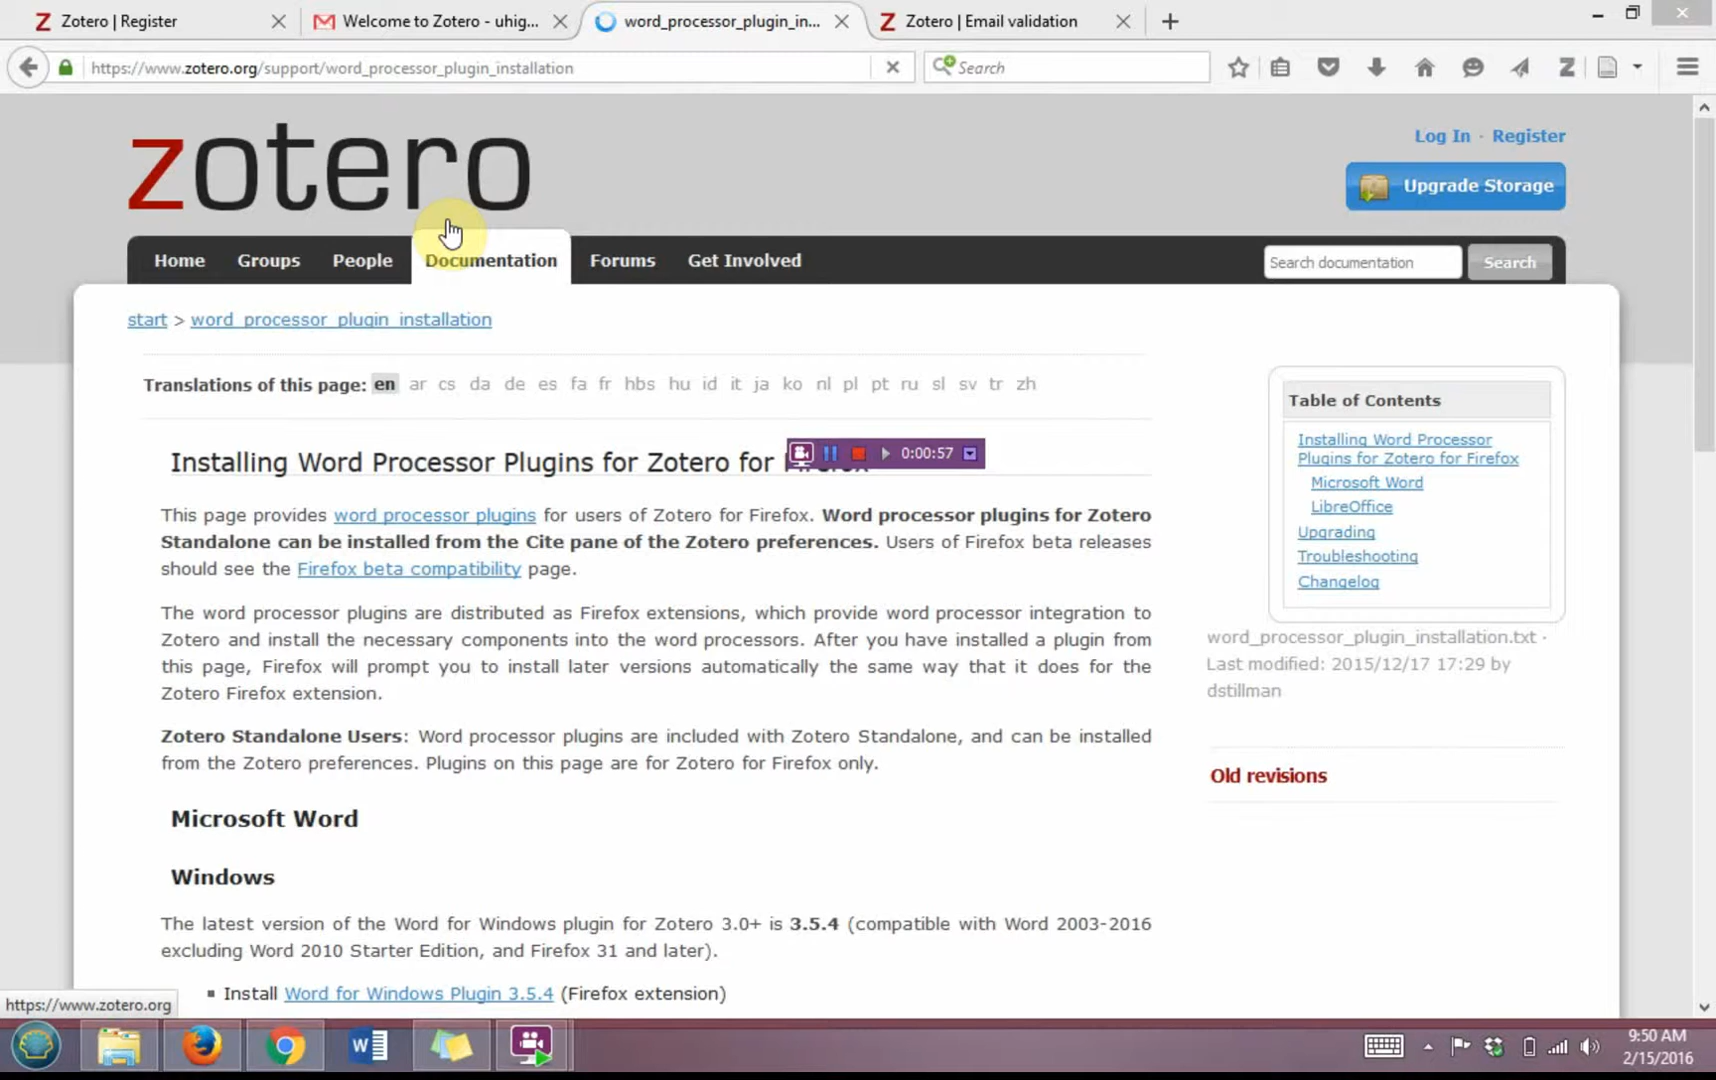 Zotero | Register
Welcome to Zotero - uhig...
word_processor_plugin_in...
Zotero | Email validation
https://www.zotero.org/support/word_processor_plugin_installation
Search
zotero
Log In · Register
Upgrade Storage
Home
Groups
People
Documentation
Forums
Get Involved
Search documentation
Search
start > word_processor_plugin_installation
Translations of this page: en ar cs da de es fa fr hbs hu id it ja ko nl pl pt ru sl sv tr zh
Installing Word Processor Plugins for Zotero for
0:00:57
This page provides word processor plugins for users of Zotero for Firefox. Word processor plugins for Zotero
Standalone can be installed from the Cite pane of the Zotero preferences. Users of Firefox beta releases
should see the Firefox beta compatibility page.
The word processor plugins are distributed as Firefox extensions, which provide word processor integration to
Zotero and install the necessary components into the word processors. After you have installed a plugin from
this page, Firefox will prompt you to install later versions automatically the same way that it does for the
Zotero Firefox extension.
Zotero Standalone Users: Word processor plugins are included with Zotero Standalone, and can be installed
from the Zotero preferences. Plugins on this page are for Zotero for Firefox only.
Microsoft Word
Windows
The latest version of the Word for Windows plugin for Zotero 3.0+ is 3.5.4 (compatible with Word 2003-2016
excluding Word 2010 Starter Edition, and Firefox 31 and later).
▪ Install Word for Windows Plugin 3.5.4 (Firefox extension)
Table of Contents
Installing Word Processor
Plugins for Zotero for Firefox
Microsoft Word
LibreOffice
Upgrading
Troubleshooting
Changelog
word_processor_plugin_installation.txt ·
Last modified: 2015/12/17 17:29 by
dstillman
Old revisions
https://www.zotero.org
9:50 AM
2/15/2016